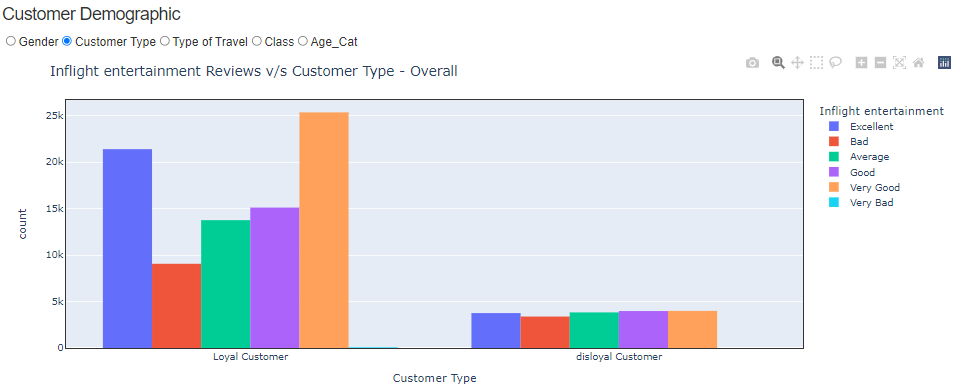 Customer Demographic
Gender Customer Type Type of Travel Class Age_Cat
Inflight entertainment Reviews v/s Customer Type - Overall
Inflight entertainment
Excellent
Bad
Average
Good
Very Good
Very Bad
count
25k
20k
15k
10k
5k
0
Loyal Customer disloyal Customer
Customer Type